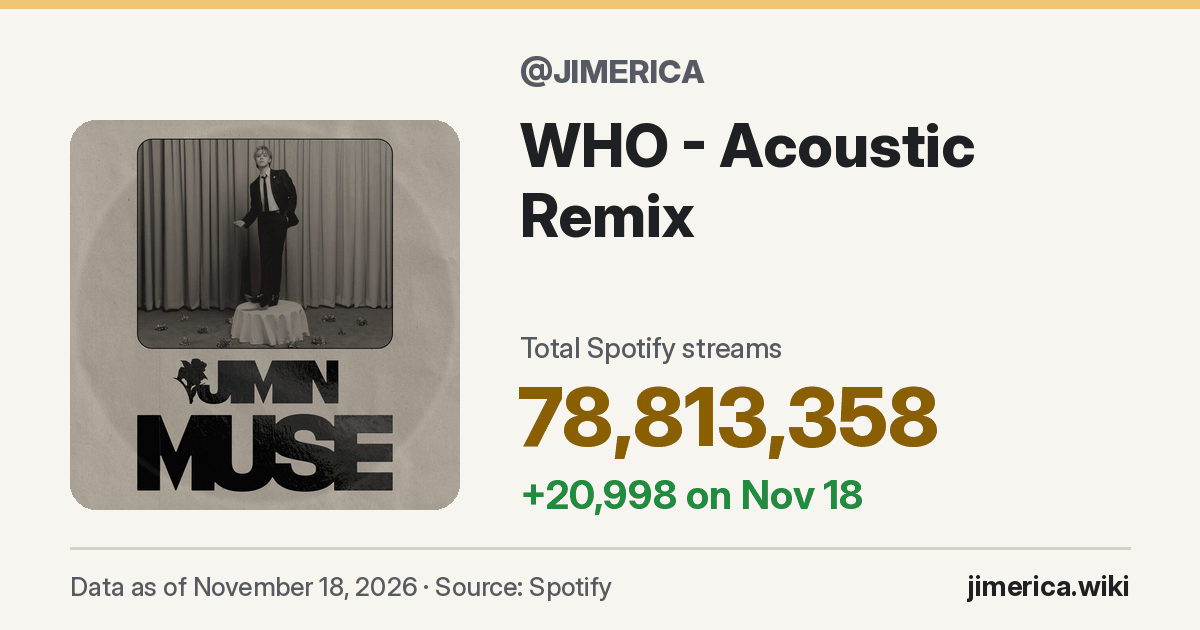 @JIMERICA
WHO - Acoustic
Remix
JMN
MUSE
Total Spotify streams
78,813,358
+20,998 on Nov 18
Data as of November 18, 2026 · Source: Spotify
jimerica.wiki